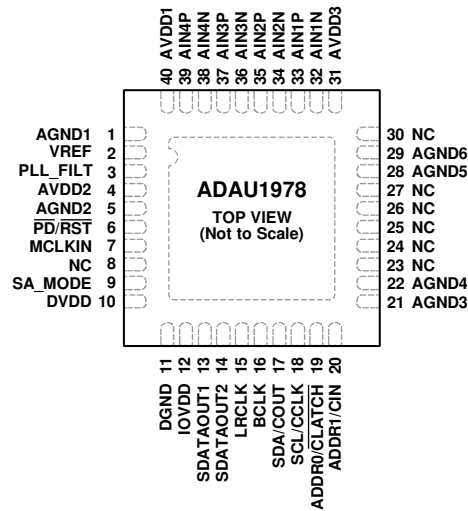 40 AVDD1
39 AIN4P
38 AIN4N
37 AIN3P
36 AIN3N
35 AIN2P
34 AIN2N
33 AIN1P
32 AIN1N
31 AVDD3
AGND1 1
VREF 2
PLL_FILT 3
AVDD2 4
AGND2 5
PD/RST 6
MCLKIN 7
NC 8
SA_MODE 9
DVDD 10
ADAU1978
TOP VIEW
(Not to Scale)
30 NC
29 AGND6
28 AGND5
27 NC
26 NC
25 NC
24 NC
23 NC
22 AGND4
21 AGND3
DGND 11
IOVDD 12
SDATAOUT1 13
SDATAOUT2 14
LRCLK 15
BCLK 16
SDA/COUT 17
SCL/CCLK 18
ADDR0/CLATCH 19
ADDR1/CIN 20